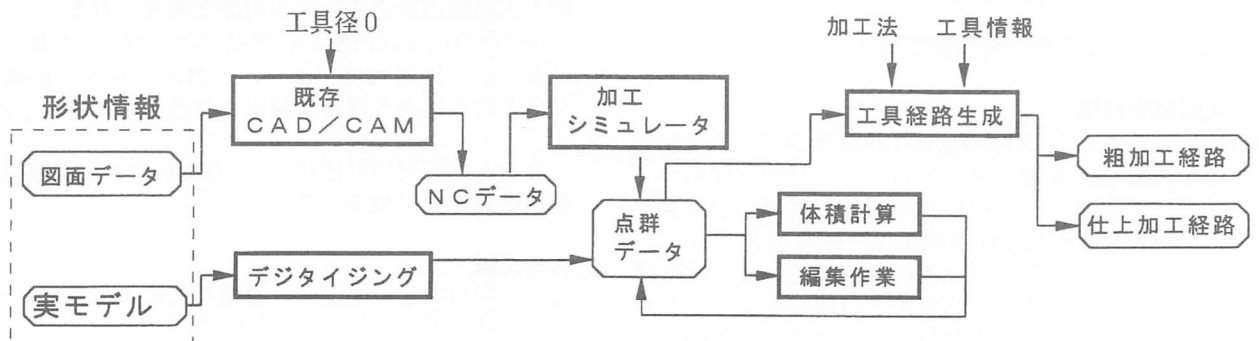 工具径０
加工法
工具情報
形状情報
既存
ＣＡＤ／ＣＡＭ
加工
シミュレータ
工具経路生成
図面データ
ＮＣデータ
粗加工経路
点群
データ
体積計算
仕上加工経路
デジタイジング
編集作業
実モデル